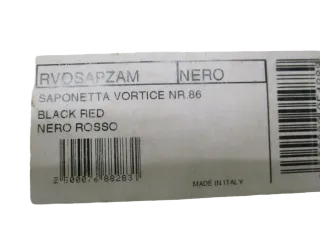 RVOSAPZAM NERO
SAPONETTA VORTICE NR.86
BLACK RED
NERO ROSSO
MADE IN ITALY